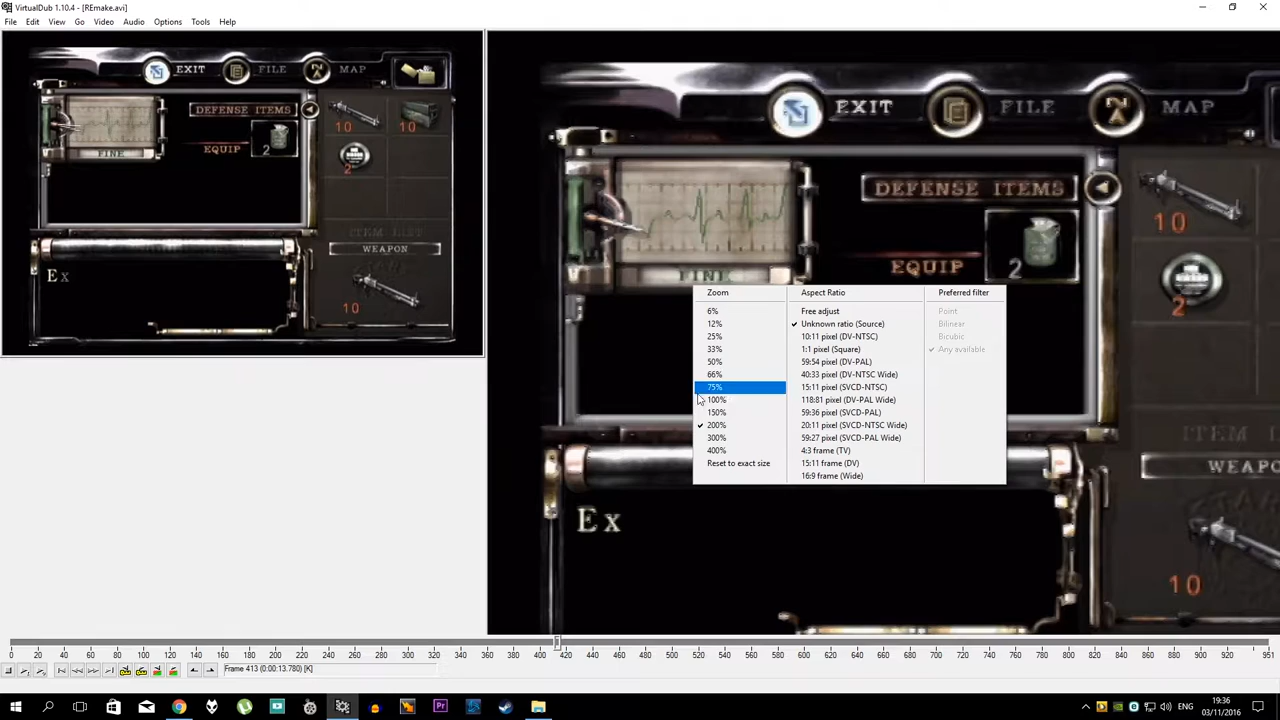 VirtualDub 1.10.4 - [REmake.avi]
File Edit View Go Video Audio Options Tools Help
EXIT FILE MAP
DEFENSE ITEMS
10 10
EQUIP 2
2
FINE
ITEM LIST
WEAPON
Ex
10
EXIT FILE MAP
DEFENSE ITEMS
10
EQUIP 2
2
FINE
Zoom
6%
12%
25%
33%
50%
66%
75%
100%
150%
200%
300%
400%
Reset to exact size
Aspect Ratio
Free adjust
Unknown ratio (Source)
10:11 pixel (DV-NTSC)
1:1 pixel (Square)
59:54 pixel (DV-PAL)
40:33 pixel (DV-NTSC Wide)
15:11 pixel (SVCD-NTSC)
118:81 pixel (DV-PAL Wide)
59:36 pixel (SVCD-PAL)
20:11 pixel (SVCD-NTSC Wide)
59:27 pixel (SVCD-PAL Wide)
4:3 frame (TV)
15:11 frame (DV)
16:9 frame (Wide)
Preferred filter
Point
Bilinear
Bicubic
Any available
ITEM
WEAPO
Ex
10
0 20 40 60 80 100 120 140 160 180 200 220 240 260 280 300 320 340 360 380 400 420 440 460 480 500 520 540 560 580 600 620 640 660 680 700 720 740 760 780 800 820 840 860 880 900 920 951
Frame 413 (0:00:13.780) [K]
Pr
ENG
19:36
03/11/2016